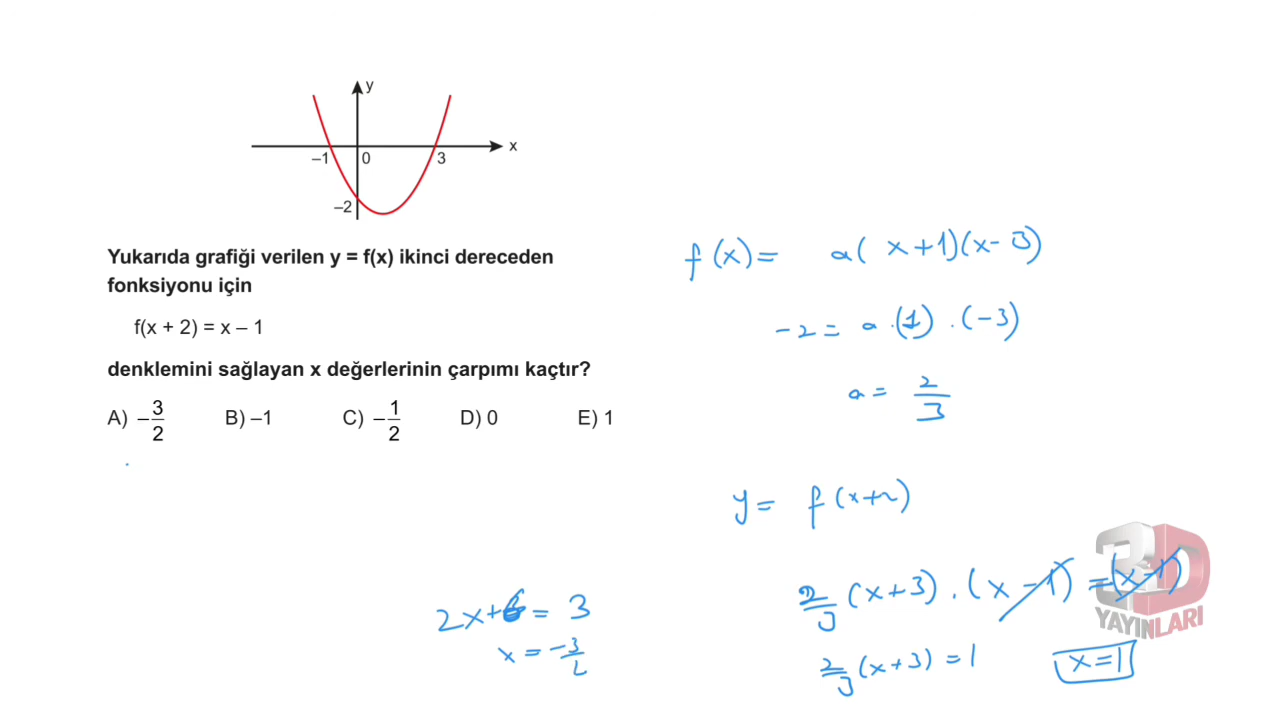 y
x
–1 0 3
–2
Yukarıda grafiği verilen y = f(x) ikinci dereceden
fonksiyonu için
f(x + 2) = x – 1
denklemini sağlayan x değerlerinin çarpımı kaçtır?
A) –3/2 B) –1 C) –1/2 D) 0 E) 1
f(x) = a(x+1)(x-3)
-2 = a·(1)·(-3)
a = 2/3
y = f(x+2)
2/3 (x+3)·(x-1) = (x-1)
2/3 (x+3) = 1
x=1
2x+6 = 3
x = -3/2
3D
YAYINLARI